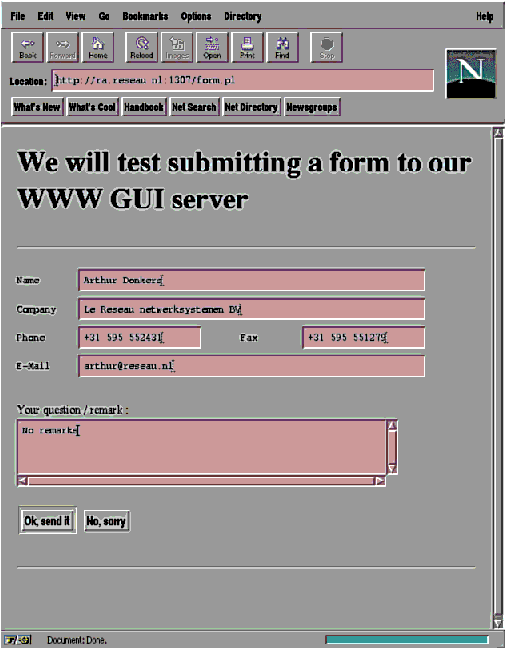 File Edit View Go Bookmarks Options Directory Help
Back Forward Home Reload Images Open Print Find Stop
Location: http://ra.reseau.nl:1307/form.pl
N
What's New What's Cool Handbook Net Search Net Directory Newsgroups
We will test submitting a form to our
WWW GUI server
Name Arthur Donkers
Company Le Reseau netwerksystemen BV
Phone +31 595 552431 Fax +31 595 551279
E-Mail arthur@reseau.nl
Your question / remark :
No remarks
Ok, send it No, sorry
Document: Done.